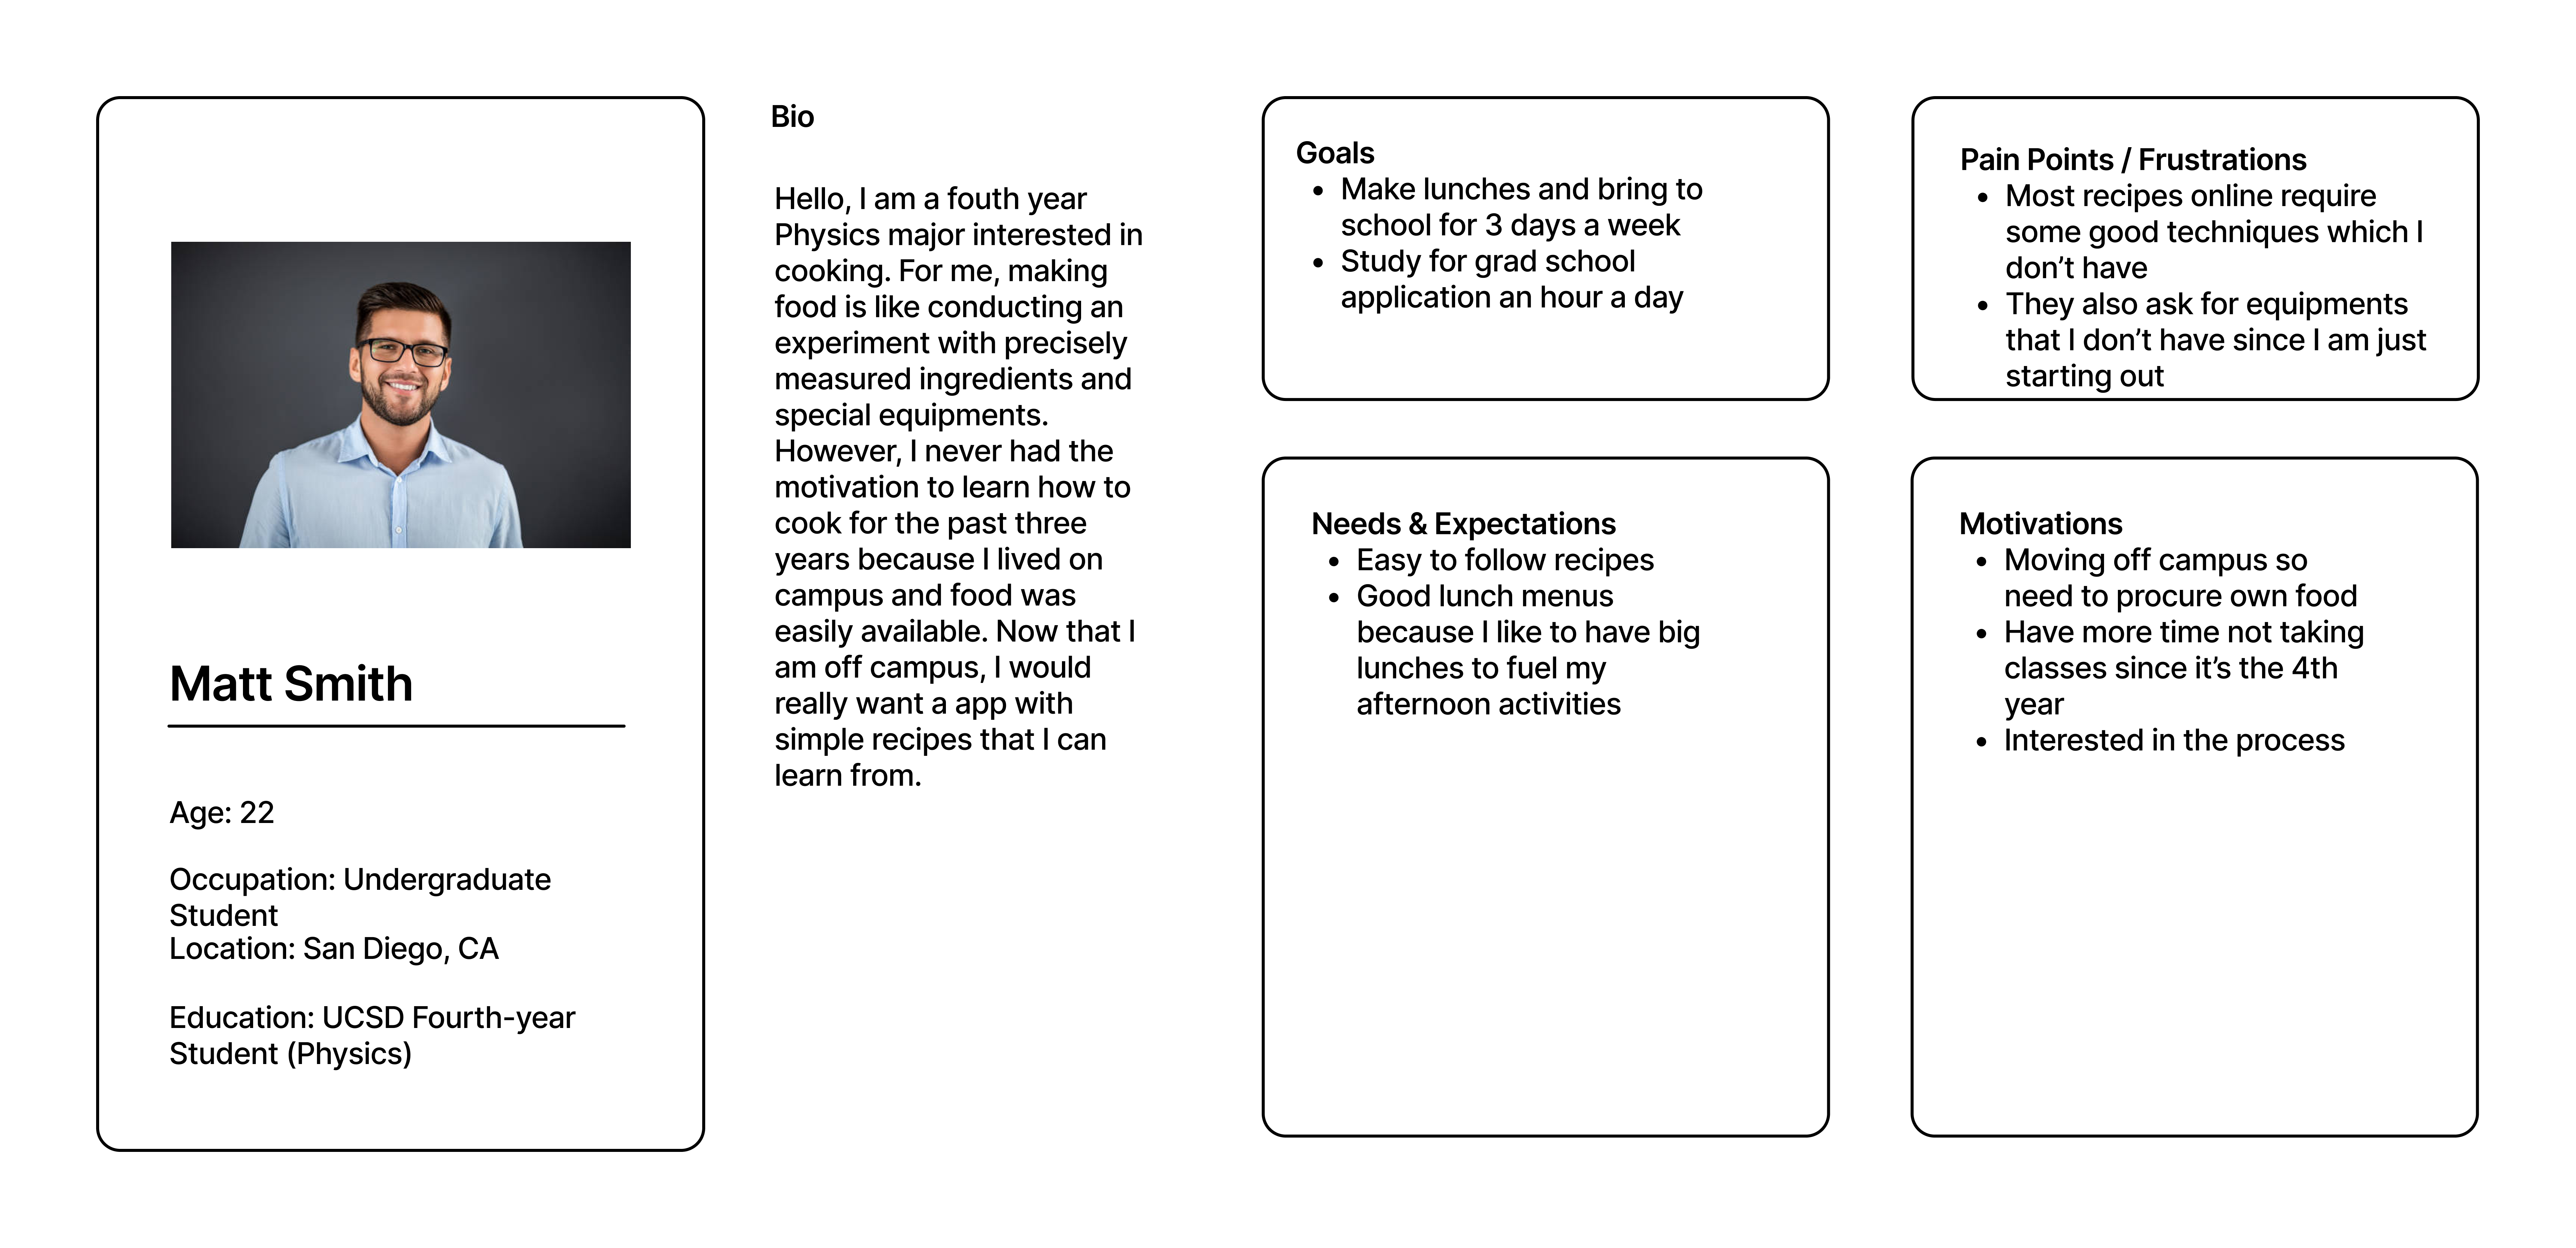 Matt Smith
Age: 22
Occupation: Undergraduate
Student
Location: San Diego, CA
Education: UCSD Fourth-year
Student (Physics)
Bio
Hello, I am a fouth year
Physics major interested in
cooking. For me, making
food is like conducting an
experiment with precisely
measured ingredients and
special equipments.
However, I never had the
motivation to learn how to
cook for the past three
years because I lived on
campus and food was
easily available. Now that I
am off campus, I would
really want a app with
simple recipes that I can
learn from.
Goals
• Make lunches and bring to
school for 3 days a week
• Study for grad school
application an hour a day
Pain Points / Frustrations
• Most recipes online require
some good techniques which I
don’t have
• They also ask for equipments
that I don’t have since I am just
starting out
Needs & Expectations
• Easy to follow recipes
• Good lunch menus
because I like to have big
lunches to fuel my
afternoon activities
Motivations
• Moving off campus so
need to procure own food
• Have more time not taking
classes since it’s the 4th
year
• Interested in the process